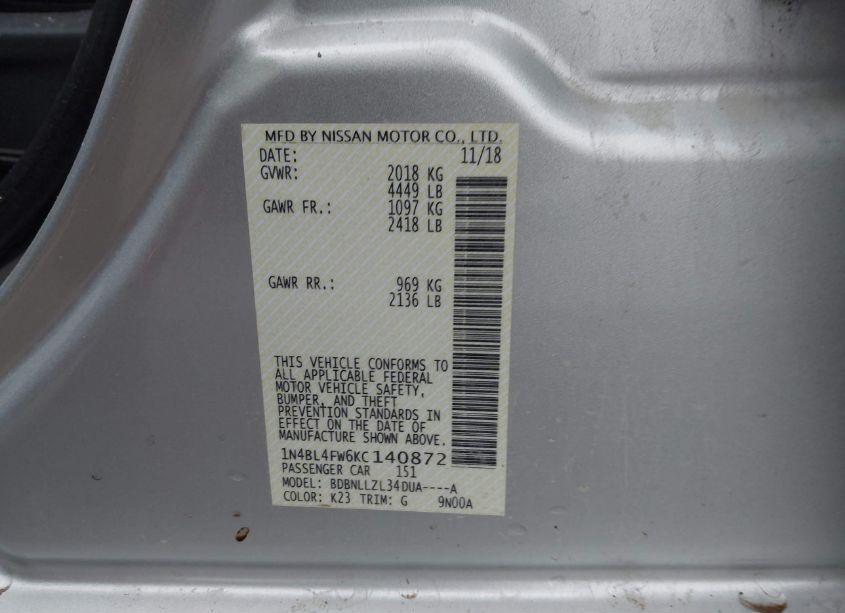 MFD BY NISSAN MOTOR CO., LTD.
DATE: 11/18
GVWR: 2018 KG
4449 LB
GAWR FR.: 1097 KG
2418 LB
GAWR RR.: 969 KG
2136 LB
THIS VEHICLE CONFORMS TO
ALL APPLICABLE FEDERAL
MOTOR VEHICLE SAFETY,
BUMPER, AND THEFT
PREVENTION STANDARDS IN
EFFECT ON THE DATE OF
MANUFACTURE SHOWN ABOVE.
1N4BL4FW6KC140872
PASSENGER CAR 151
MODEL: BDBNLLZL34DUA----A
COLOR: K23 TRIM: G 9N00A